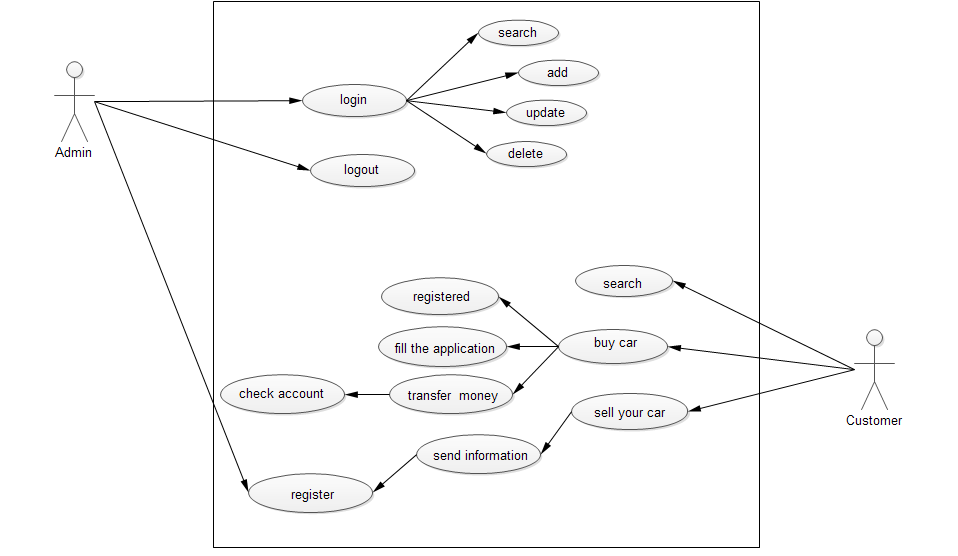 search
add
login
update
Admin
delete
logout
search
registered
buy car
fill the application
check account
transfer money
sell your car
Customer
send information
register